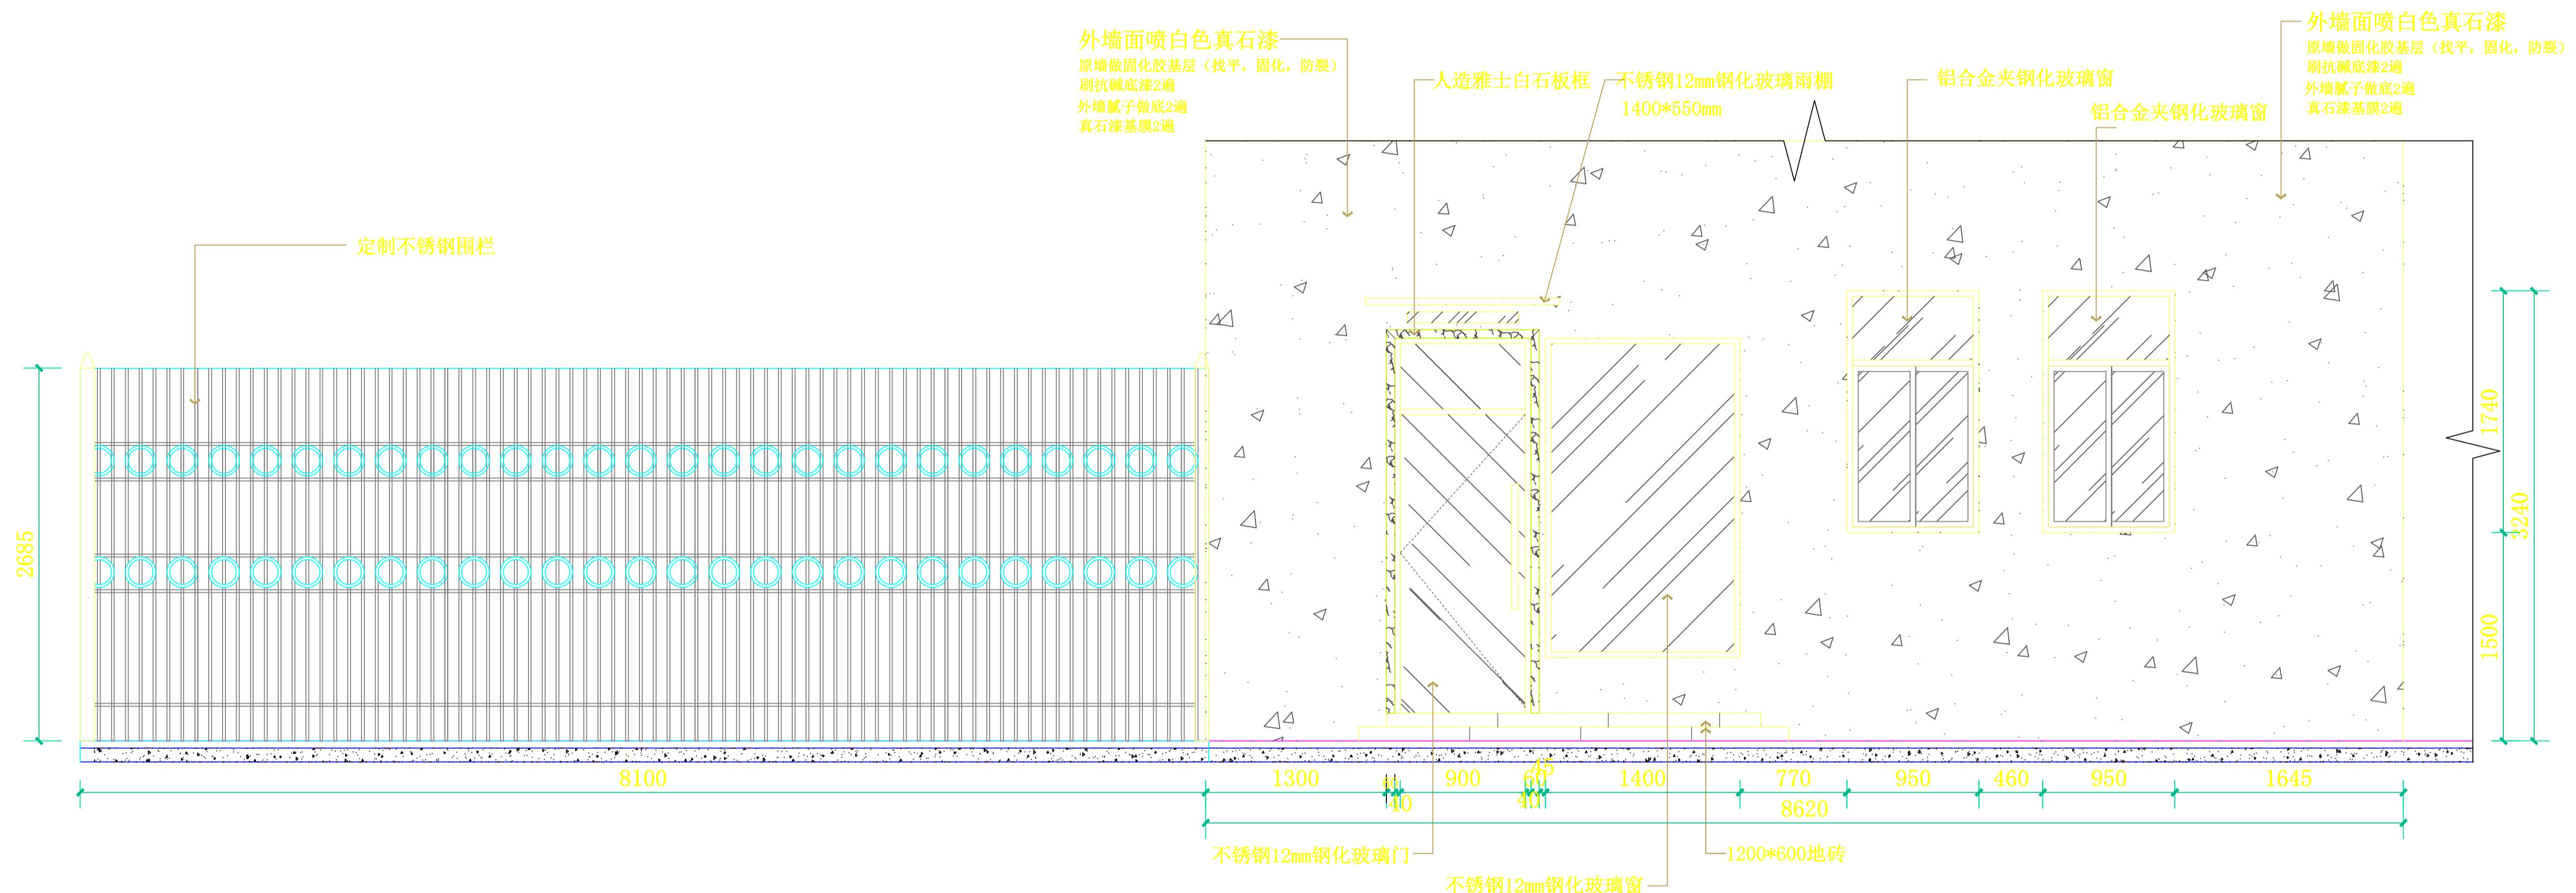 外墙面喷白色真石漆
原墙做固化胶基层（找平，固化，防裂）
刷抗碱底漆2遍
外墙腻子做底2遍
真石漆基膜2遍
人造雅士白石板框
不锈钢12mm钢化玻璃雨棚
1400*550mm
铝合金夹钢化玻璃窗
铝合金夹钢化玻璃窗
外墙面喷白色真石漆
原墙做固化胶基层（找平，固化，防裂）
刷抗碱底漆2遍
外墙腻子做底2遍
真石漆基膜2遍
定制不锈钢围栏
2685
1740
3240
1500
8100
1300
40
900
60
40
45
1400
770
950
460
950
1645
8620
不锈钢12mm钢化玻璃门
1200*600地砖
不锈钢12mm钢化玻璃窗